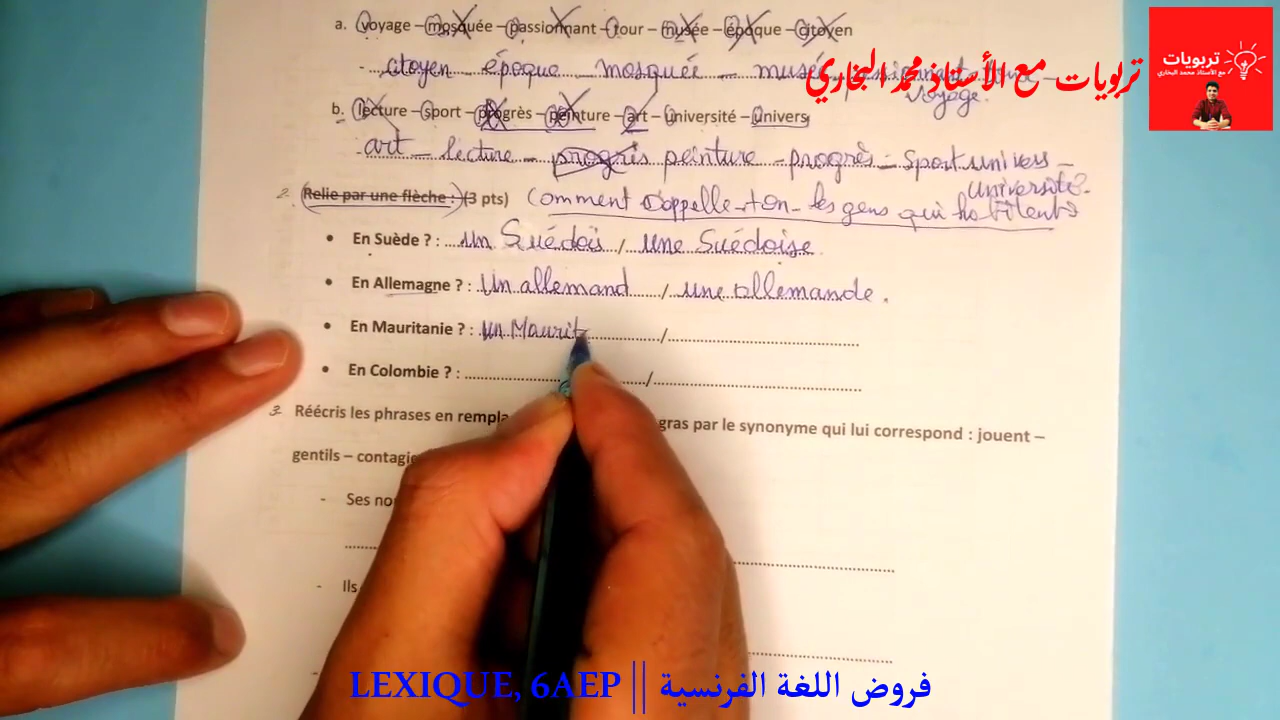 a. voyage – mosquée – passionnant – tour – musée – époque – citoyen
citoyen – époque – mosquée – musée
voyage.
b. lecture – sport – progrès – peinture – art – université – univers
art – lecture – progrès peinture – progrès – sport univers –
université.
2. Relie par une flèche : (3 pts) Comment s'appelle-t-on les gens qui habitent
En Suède ? : un Suédois / une Suédoise.
En Allemagne ? : Un allemand / une allemande.
En Mauritanie ? : Un Maurit /
En Colombie ? : /
3. Réécris les phrases en gras par le synonyme qui lui correspond : jouent –
gentils –
- Ses
- Ils
تربويات مع الأستاذ محمد البخاري
تربويات
مع الأستاذ محمد البخاري
LEXIQUE, 6AEP || فروض اللغة الفرنسية